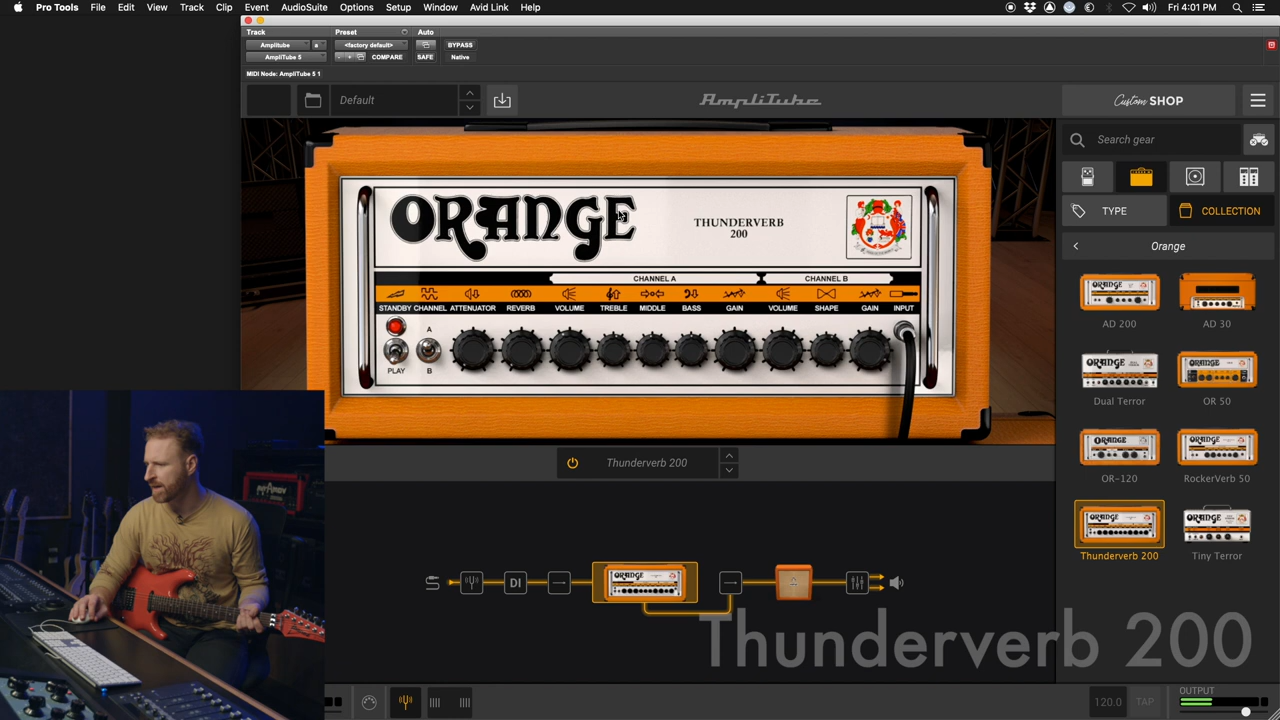 Pro Tools File Edit View Track Clip Event AudioSuite Options Setup Window Avid Link Help Fri 4:01 PM
Track Preset Auto
Amplitube a <factory default> BYPASS
AmpliTube 5 - + COMPARE SAFE Native
MIDI Node: AmpliTube 5 1
Default AmpliTube Custom SHOP
Search gear
TYPE COLLECTION
Orange
ORANGE THUNDERVERB
200
CHANNEL A CHANNEL B
STANDBY CHANNEL ATTENUATOR REVERB VOLUME TREBLE MIDDLE BASS GAIN VOLUME SHAPE GAIN INPUT
A
PLAY B
AD 200 AD 30
Dual Terror OR 50
OR-120 RockerVerb 50
Thunderverb 200 Tiny Terror
Thunderverb 200
DI ORANGE
Thunderverb 200
120.0 TAP OUTPUT